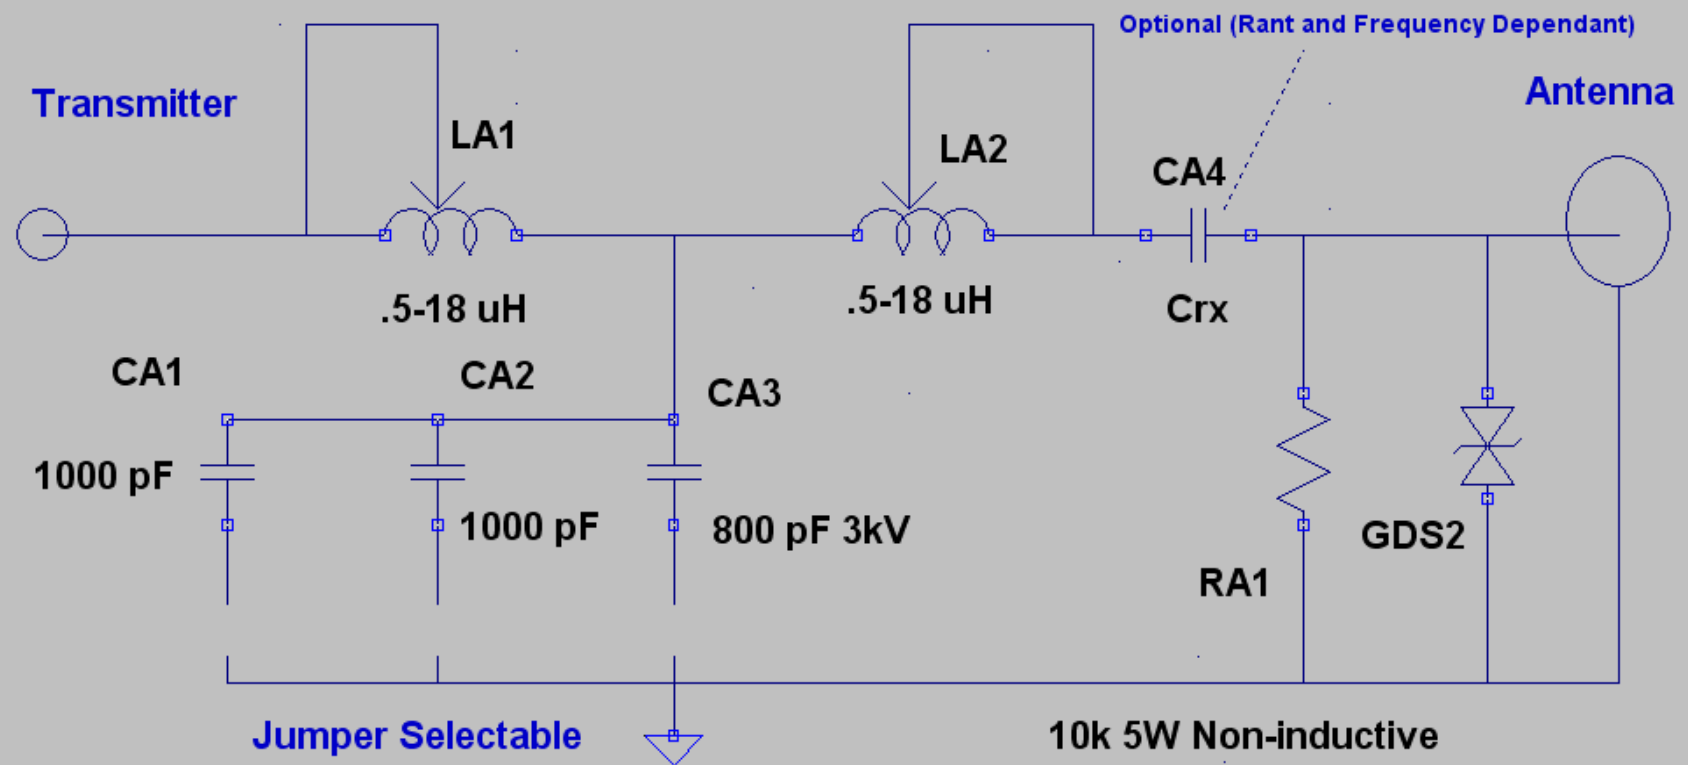 Optional (Rant and Frequency Dependant)
Transmitter
Antenna
LA1
LA2
CA4
.5-18 uH
.5-18 uH
Crx
CA1
CA2
CA3
1000 pF
1000 pF
800 pF 3kV
GDS2
RA1
Jumper Selectable
10k 5W Non-inductive